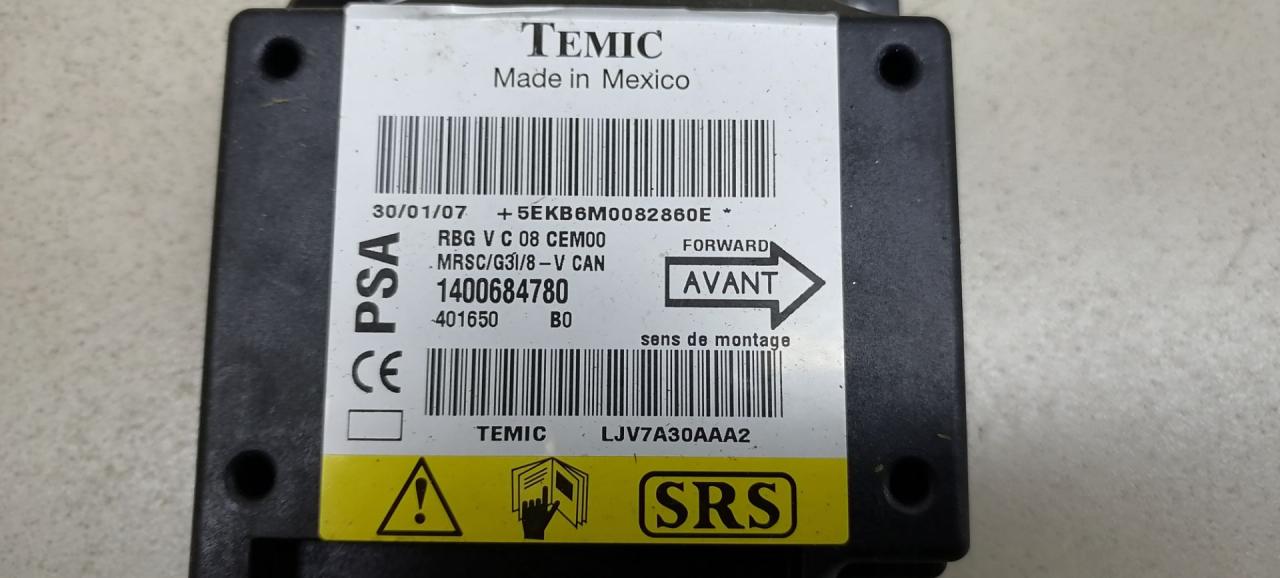 TEMIC
Made in Mexico
30/01/07 +5EKB6M0082860E *
PSA
RBG V C 08 CEM00
MRSC/G3I/8-V CAN
1400684780
401650 B0
FORWARD
AVANT
sens de montage
CE
TEMIC LJV7A30AAA2
SRS